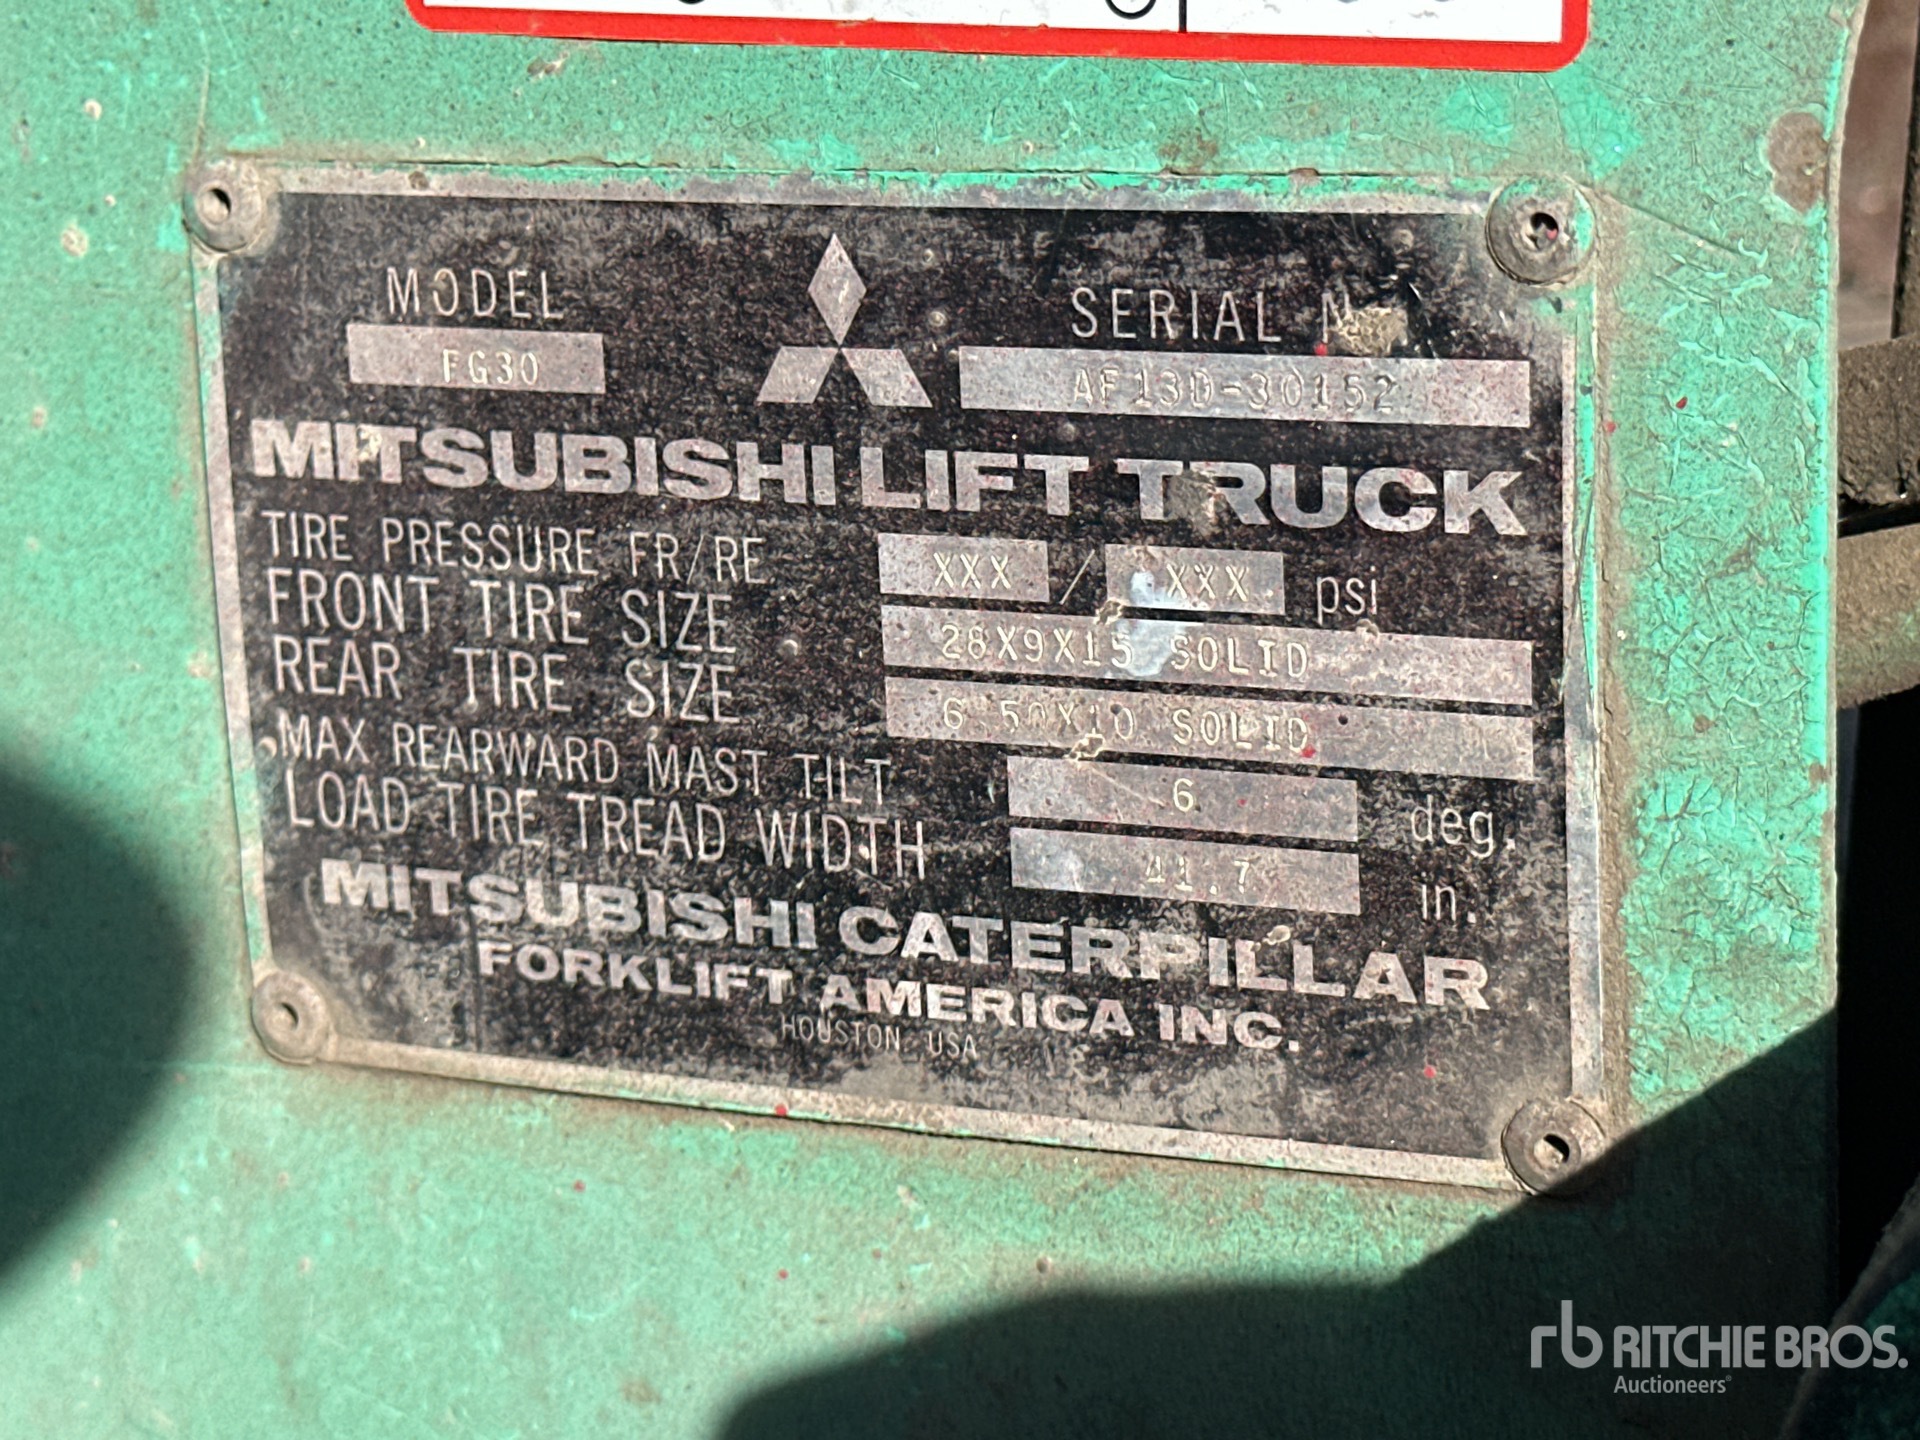 MODEL
SERIAL
FG30
AF13D-30152
MITSUBISHI LIFT TRUCK
TIRE PRESSURE FR/RE XXX / XXX psi
FRONT TIRE SIZE 28X9X15 SOLID
REAR TIRE SIZE 6.50X10 SOLID
MAX REARWARD MAST TILT 6 deg.
LOAD TIRE TREAD WIDTH 41.7 in.
MITSUBISHI CATERPILLAR
FORKLIFT AMERICA INC.
HOUSTON, USA
rb RITCHIE BROS.
Auctioneers®